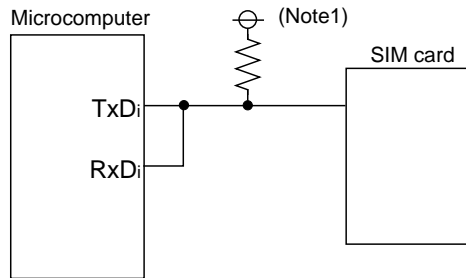 Microcomputer
(Note1)
SIM card
TxDi
RxDi